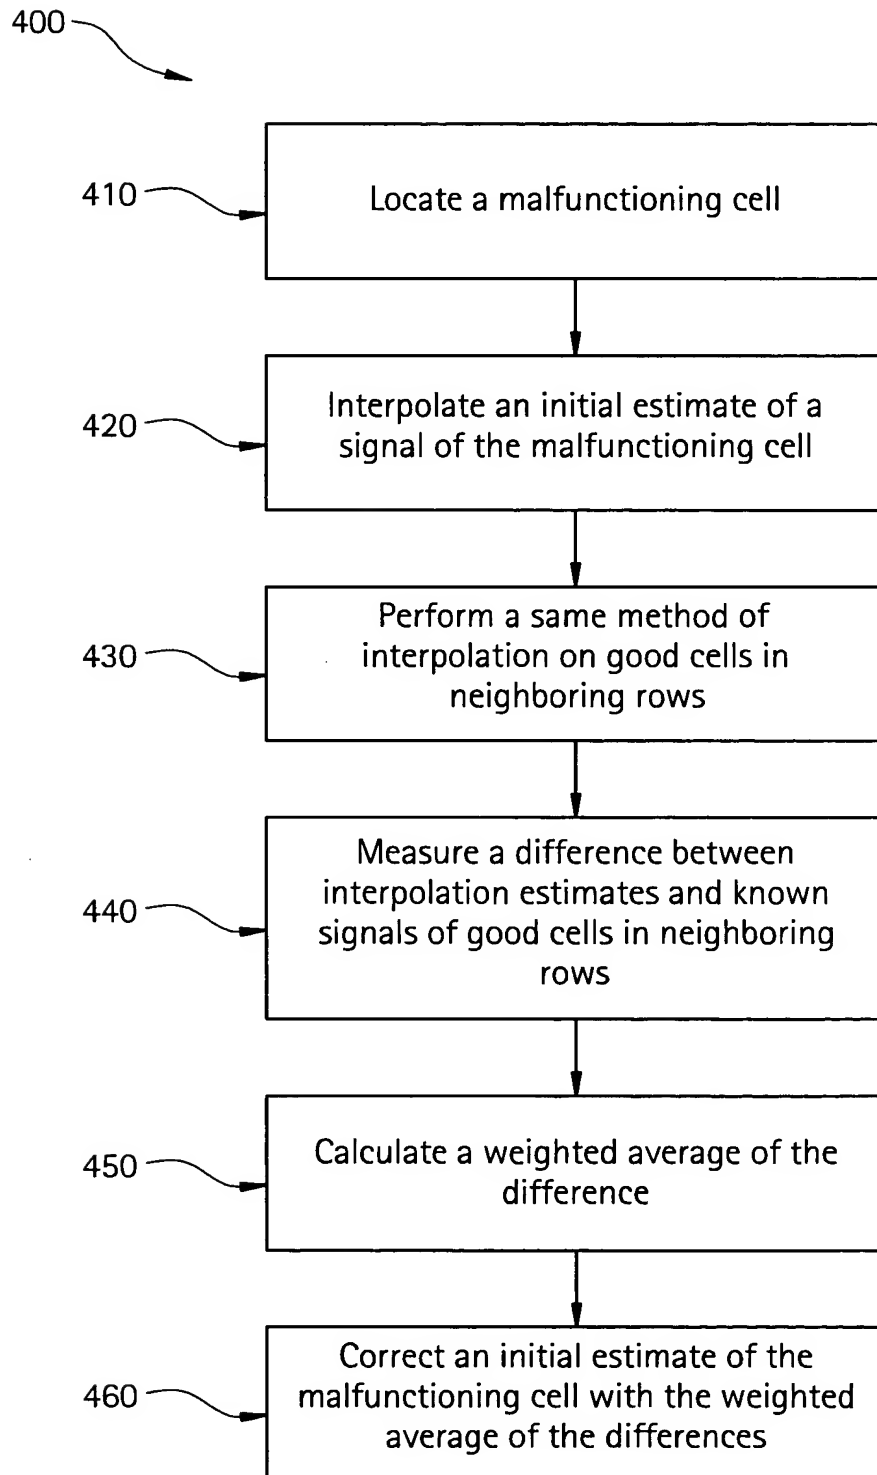 400
410
Locate a malfunctioning cell
420
Interpolate an initial estimate of a
signal of the malfunctioning cell
430
Perform a same method of
interpolation on good cells in
neighboring rows
440
Measure a difference between
interpolation estimates and known
signals of good cells in neighboring
rows
450
Calculate a weighted average of the
difference
460
Correct an initial estimate of the
malfunctioning cell with the weighted
average of the differences